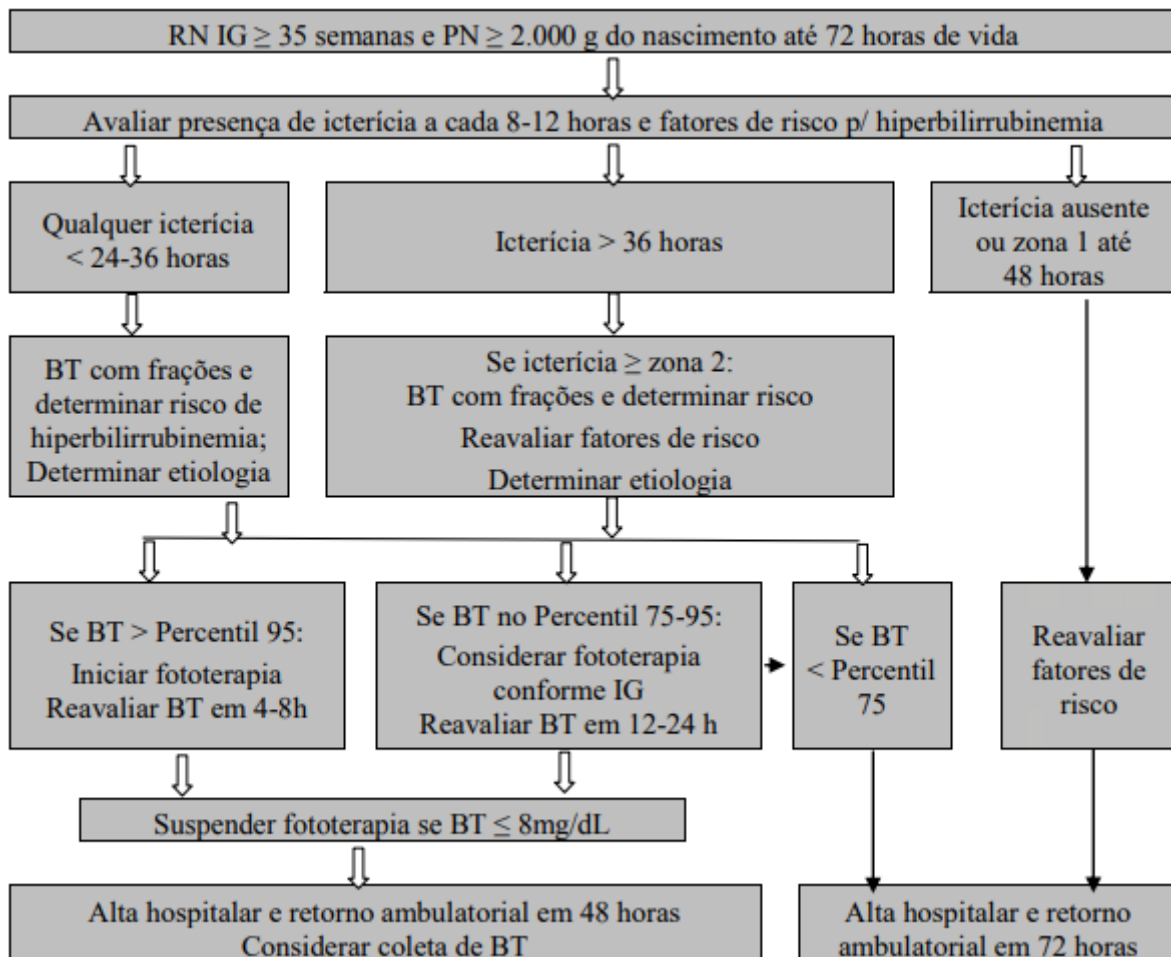 RN IG ≥ 35 semanas e PN ≥ 2.000 g do nascimento até 72 horas de vida
Avaliar presença de icterícia a cada 8-12 horas e fatores de risco p/ hiperbilirrubinemia
Qualquer icterícia
< 24-36 horas
Icterícia > 36 horas
Icterícia ausente
ou zona 1 até
48 horas
BT com frações e
determinar risco de
hiperbilirrubinemia;
Determinar etiologia
Se icterícia ≥ zona 2:
BT com frações e determinar risco
Reavaliar fatores de risco
Determinar etiologia
Se BT > Percentil 95:
Iniciar fototerapia
Reavaliar BT em 4-8h
Se BT no Percentil 75-95:
Considerar fototerapia
conforme IG
Reavaliar BT em 12-24 h
Se BT
< Percentil
75
Reavaliar
fatores de
risco
Suspender fototerapia se BT ≤ 8mg/dL
Alta hospitalar e retorno ambulatorial em 48 horas
Considerar coleta de BT
Alta hospitalar e retorno
ambulatorial em 72 horas